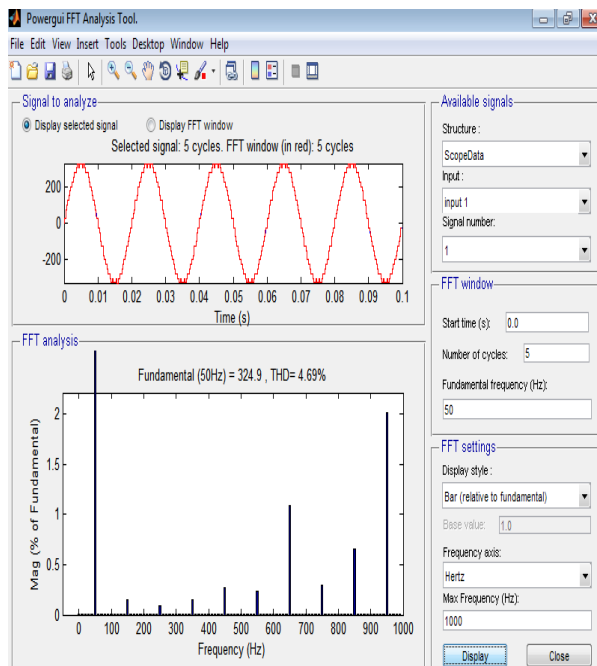 Powergui FFT Analysis Tool.
File Edit View Insert Tools Desktop Window Help
Signal to analyze
Display selected signal
Display FFT window
Selected signal: 5 cycles. FFT window (in red): 5 cycles
200
0
-200
0 0.01 0.02 0.03 0.04 0.05 0.06 0.07 0.08 0.09 0.1
Time (s)
FFT analysis
Fundamental (50Hz) = 324.9 , THD= 4.69%
Mag (% of Fundamental)
2
1.5
1
0.5
0
0 100 200 300 400 500 600 700 800 900 1000
Frequency (Hz)
Available signals
Structure :
ScopeData
Input :
input 1
Signal number:
1
FFT window
Start time (s): 0.0
Number of cycles: 5
Fundamental frequency (Hz):
50
FFT settings
Display style :
Bar (relative to fundamental)
Base value: 1.0
Frequency axis:
Hertz
Max Frequency (Hz):
1000
Display
Close